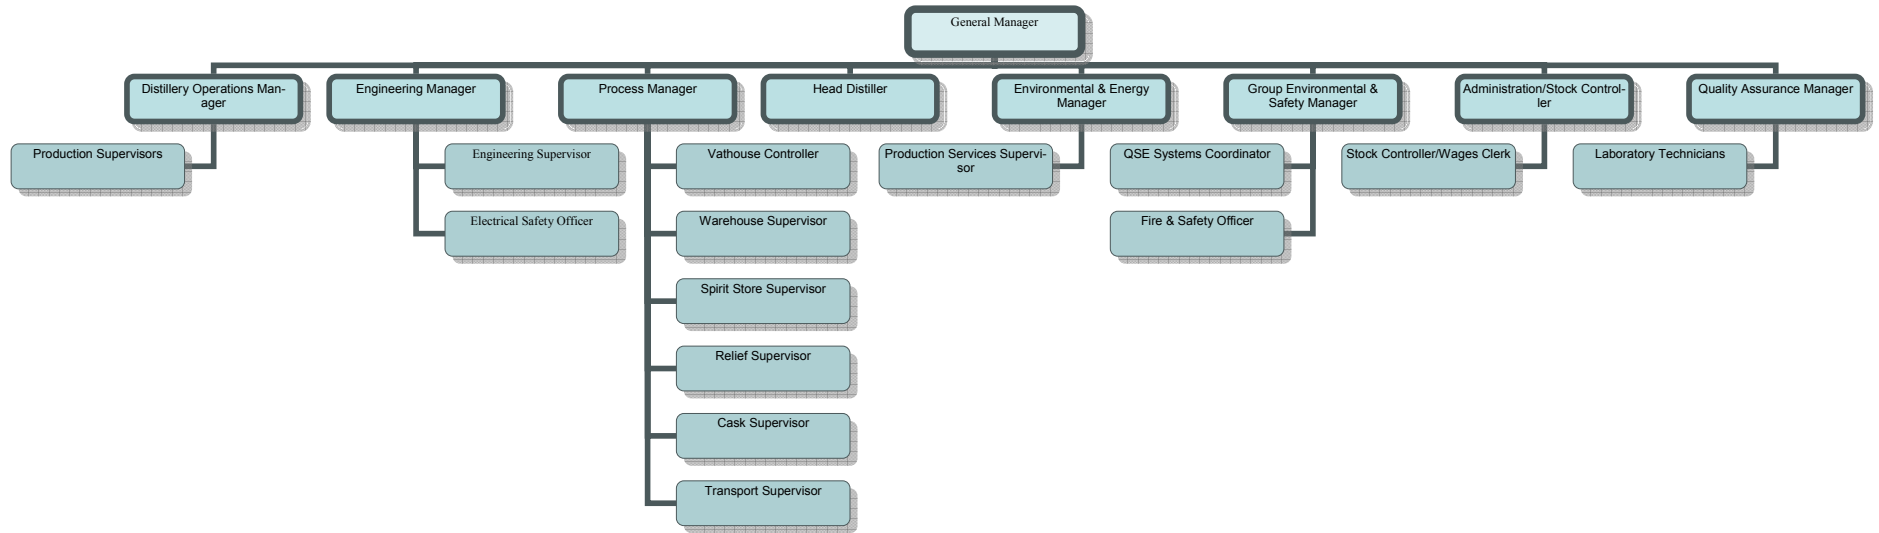 General Manager
Distillery Operations Man-
ager
Engineering Manager
Process Manager
Head Distiller
Environmental & Energy
Manager
Group Environmental &
Safety Manager
Administration/Stock Control-
ler
Quality Assurance Manager
Production Supervisors
Engineering Supervisor
Vathouse Controller
Production Services Supervi-
sor
QSE Systems Coordinator
Stock Controller/Wages Clerk
Laboratory Technicians
Electrical Safety Officer
Warehouse Supervisor
Fire & Safety Officer
Spirit Store Supervisor
Relief Supervisor
Cask Supervisor
Transport Supervisor